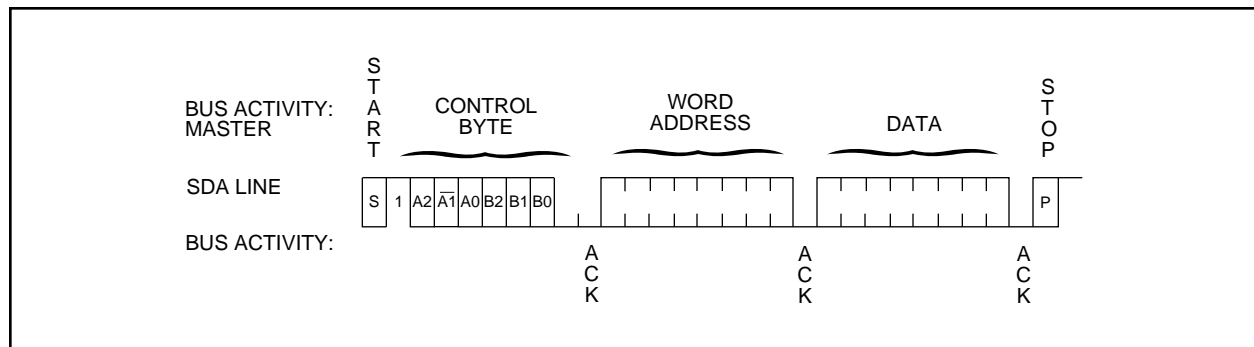 START
BUS ACTIVITY:
MASTER
CONTROL
BYTE
WORD
ADDRESS
DATA
STOP
SDA LINE
S 1 A2 A̅1̅ A0 B2 B1 B0 P
BUS ACTIVITY:
ACK
ACK
ACK